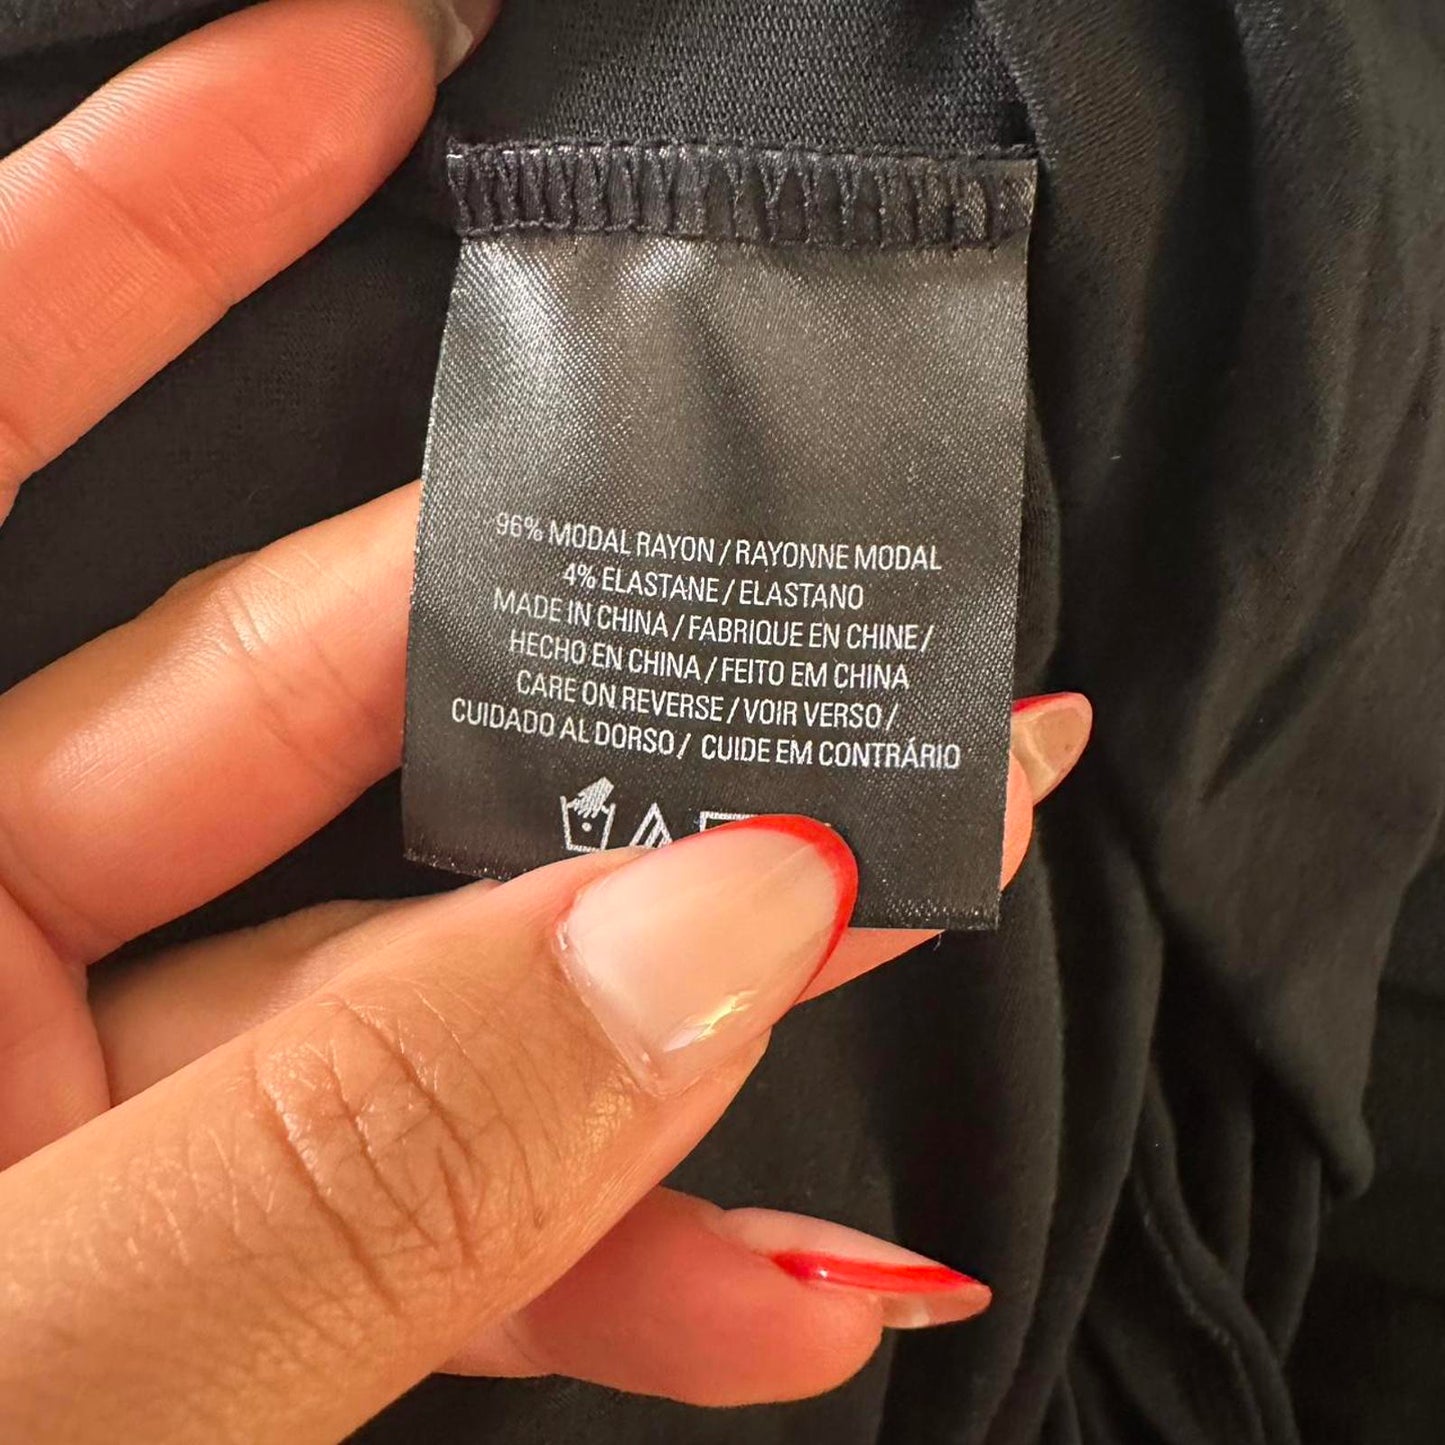 96% MODAL RAYON / RAYONNE MODAL
4% ELASTANE / ELASTANO
MADE IN CHINA / FABRIQUE EN CHINE /
HECHO EN CHINA / FEITO EM CHINA
CARE ON REVERSE / VOIR VERSO /
CUIDADO AL DORSO / CUIDE EM CONTRÁRIO